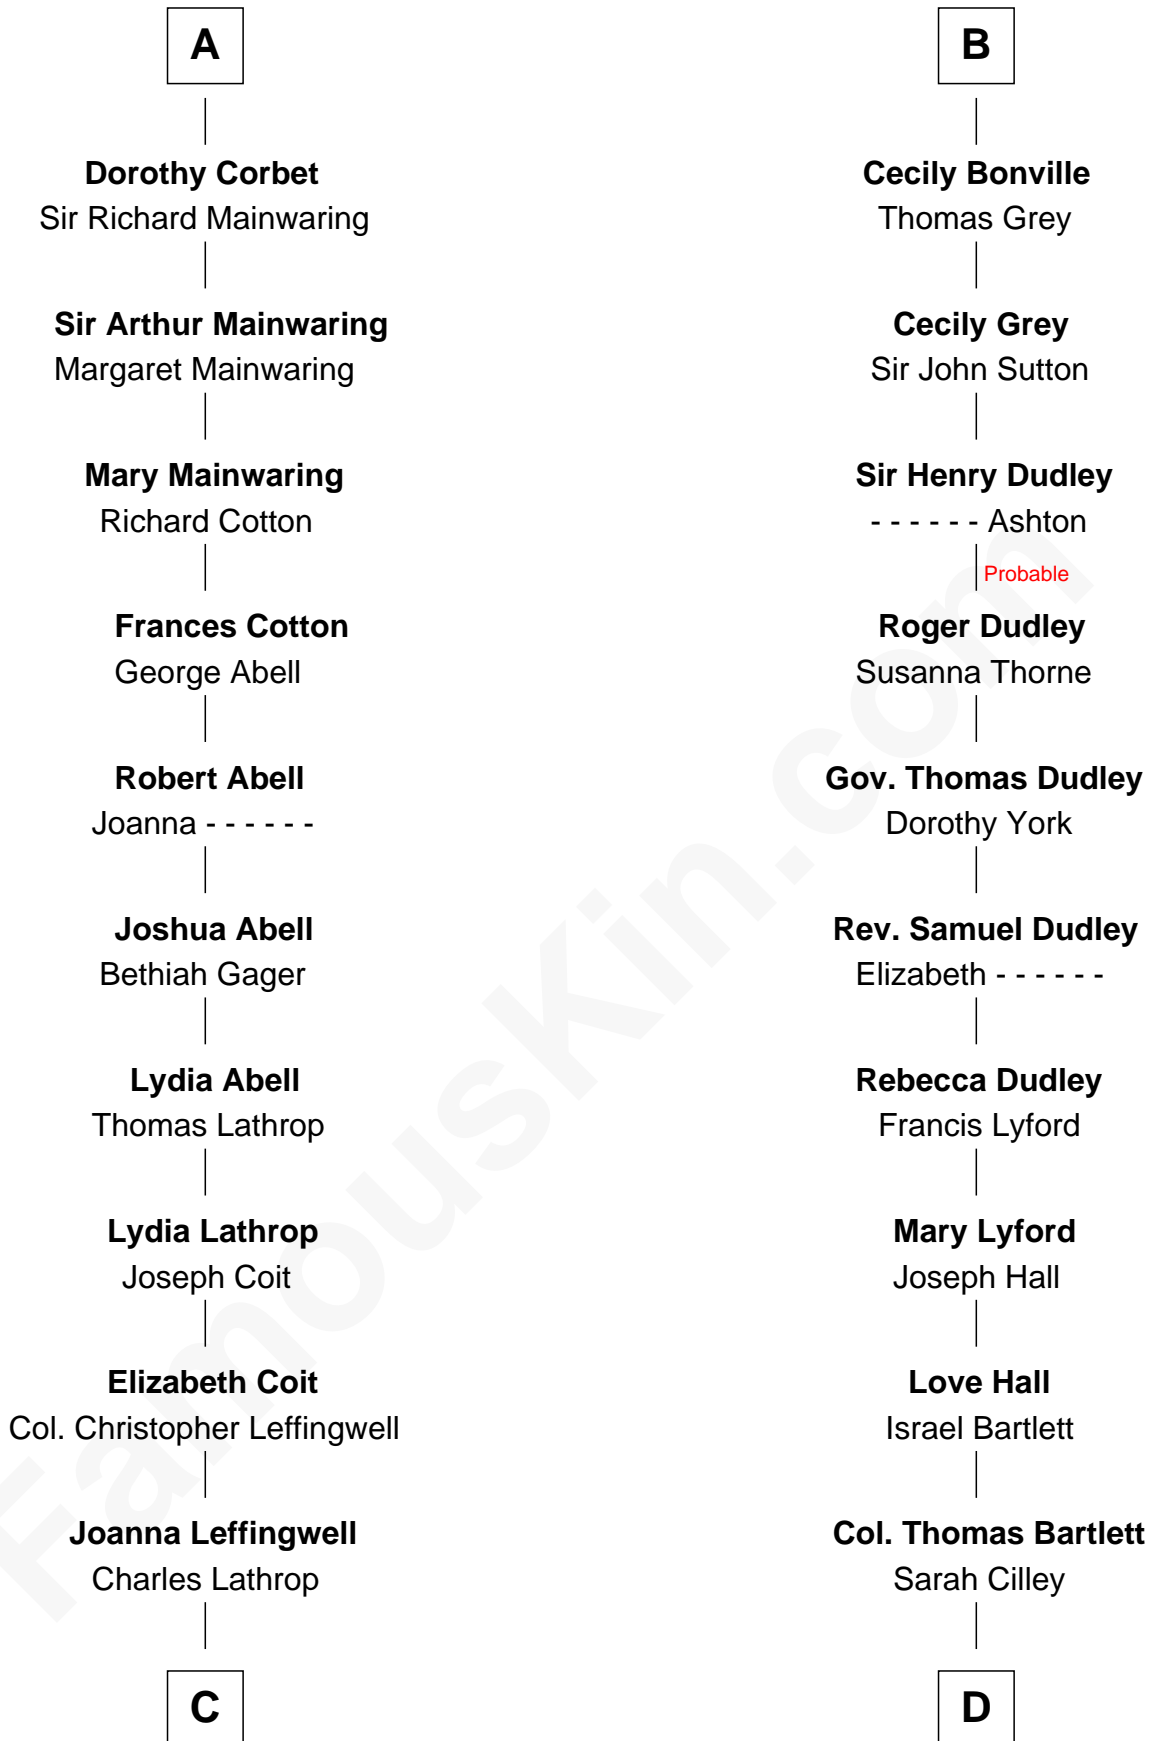 A
Dorothy Corbet
Sir Richard Mainwaring
Sir Arthur Mainwaring
Margaret Mainwaring
Mary Mainwaring
Richard Cotton
Frances Cotton
George Abell
Robert Abell
Joanna - - - - - -
Joshua Abell
Bethiah Gager
Lydia Abell
Thomas Lathrop
Lydia Lathrop
Joseph Coit
Elizabeth Coit
Col. Christopher Leffingwell
Joanna Leffingwell
Charles Lathrop
C
B
Cecily Bonville
Thomas Grey
Cecily Grey
Sir John Sutton
Sir Henry Dudley
- - - - - - Ashton
Probable
Roger Dudley
Susanna Thorne
Gov. Thomas Dudley
Dorothy York
Rev. Samuel Dudley
Elizabeth - - - - - -
Rebecca Dudley
Francis Lyford
Mary Lyford
Joseph Hall
Love Hall
Israel Bartlett
Col. Thomas Bartlett
Sarah Cilley
D
FamousKin.com